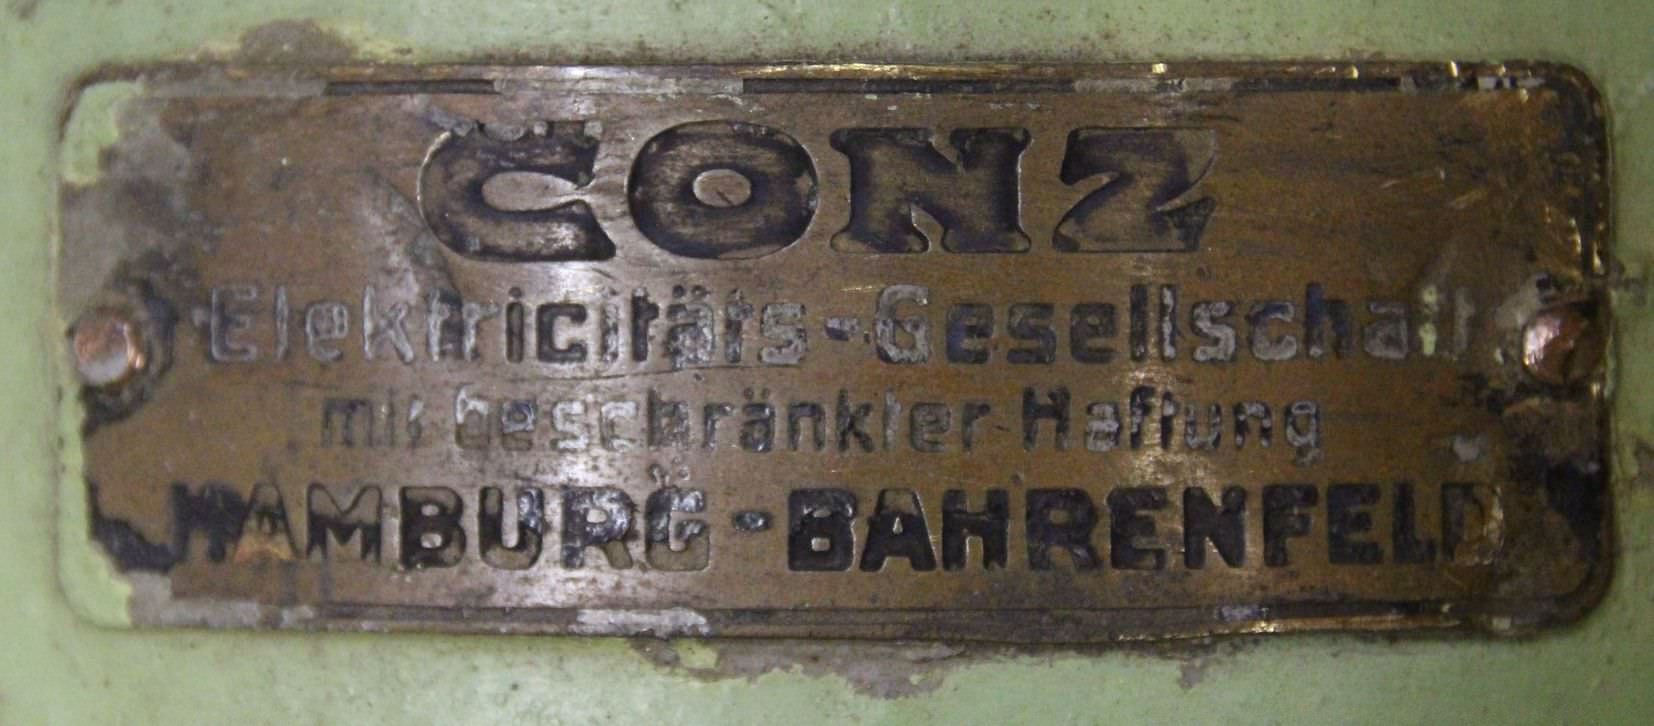 CONZ
Elektricitäts-Gesellschaft
mit beschränkter Haftung
HAMBURG-BAHRENFELD